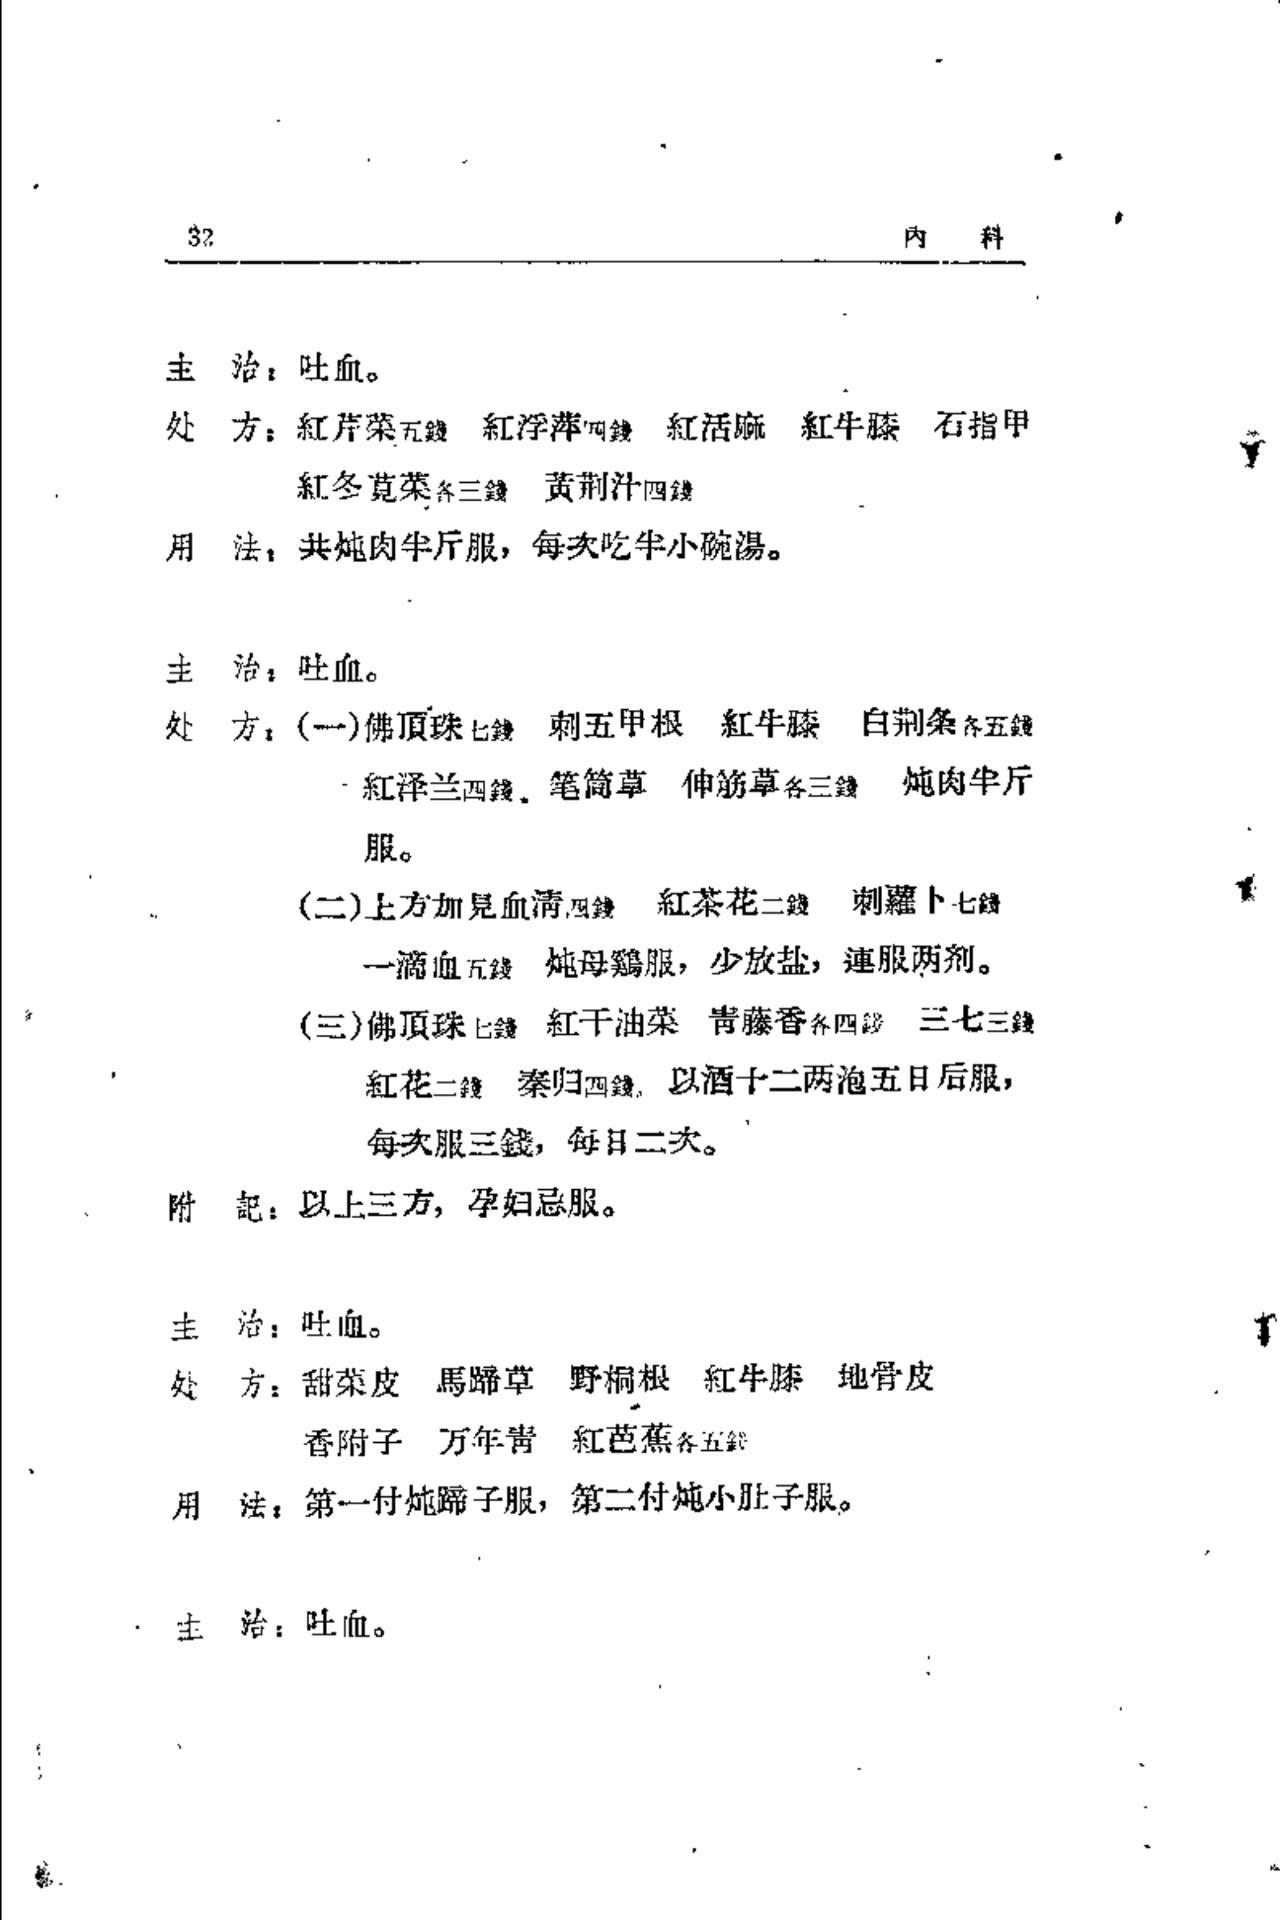 32 內 科
主 治：吐血。
处 方：紅芹菜五錢 紅浮萍四錢 紅活麻 紅牛膝 石指甲
紅冬莧菜各三錢 黃荊汁四錢
用 法：共炖肉半斤服，每次吃半小碗湯。
主 治：吐血。
处 方：(一)佛頂珠七錢 刺五甲根 紅牛膝 白荊条各五錢
紅泽兰四錢 笔筒草 伸筋草各三錢 炖肉半斤
服。
(二)上方加見血清四錢 紅茶花二錢 刺蘿卜七錢
一滴血五錢 炖母鷄服，少放盐，連服两剂。
(三)佛頂珠七錢 紅干油菜 青藤香各四錢 三七三錢
紅花二錢 秦归四錢 以酒十二两泡五日后服，
每次服三錢，每日二次。
附 記：以上三方，孕妇忌服。
主 治：吐血。
处 方：甜菜皮 馬蹄草 野桐根 紅牛膝 地骨皮
香附子 万年青 紅芭蕉各五錢
用 法：第一付炖蹄子服，第二付炖小肚子服。
主 治：吐血。